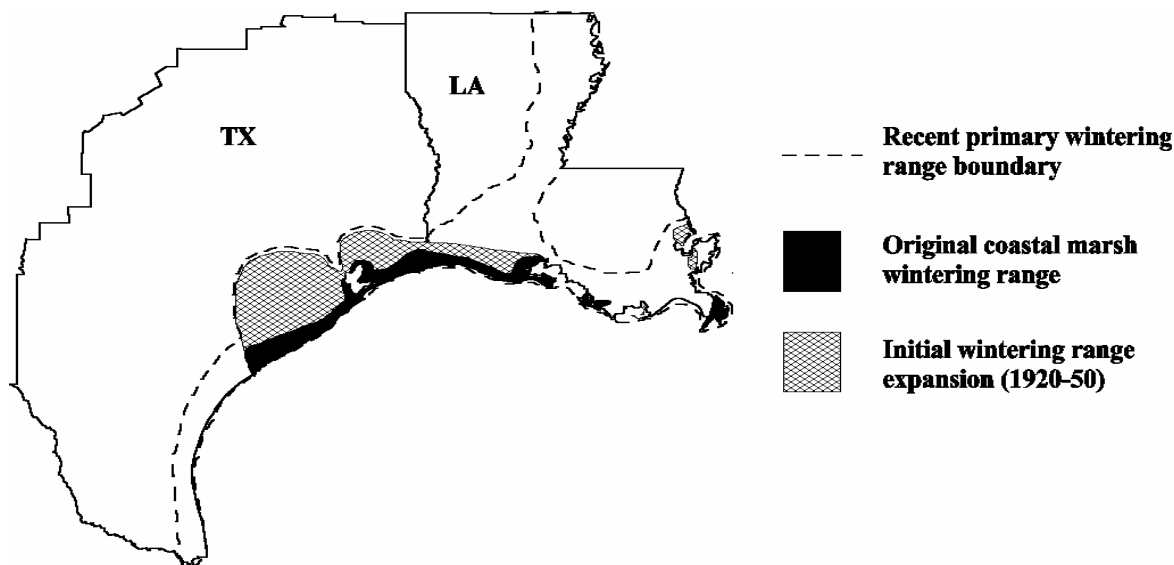 TX
LA
Recent primary wintering
range boundary
Original coastal marsh
wintering range
Initial wintering range
expansion (1920-50)